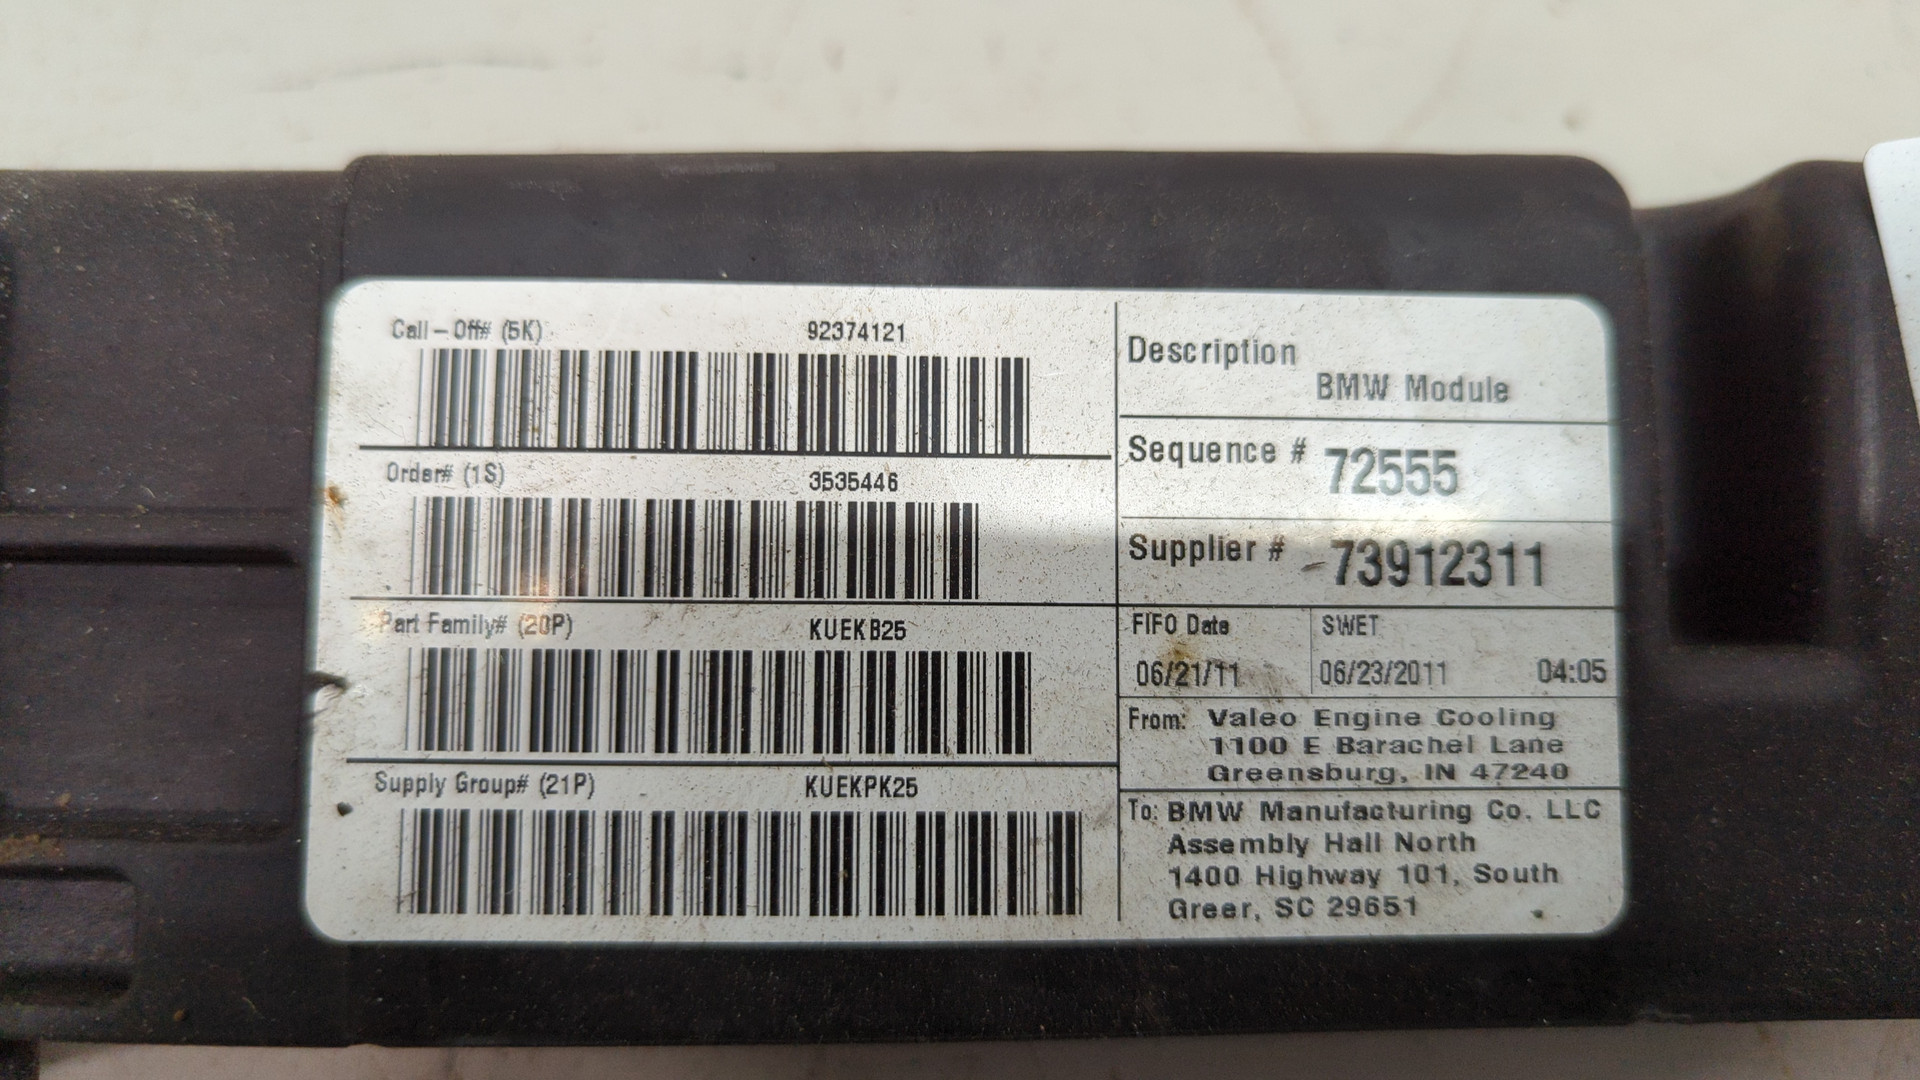 Call-Off# (5K) 92374121
Order# (1S) 3535446
Part Family# (20P) KUEKB25
Supply Group# (21P) KUEKPK25
Description
BMW Module
Sequence # 72555
Supplier # 73912311
FIFO Date SWET
06/21/11 06/23/2011 04:05
From: Valeo Engine Cooling
1100 E Barachel Lane
Greensburg, IN 47240
To: BMW Manufacturing Co. LLC
Assembly Hall North
1400 Highway 101, South
Greer, SC 29651